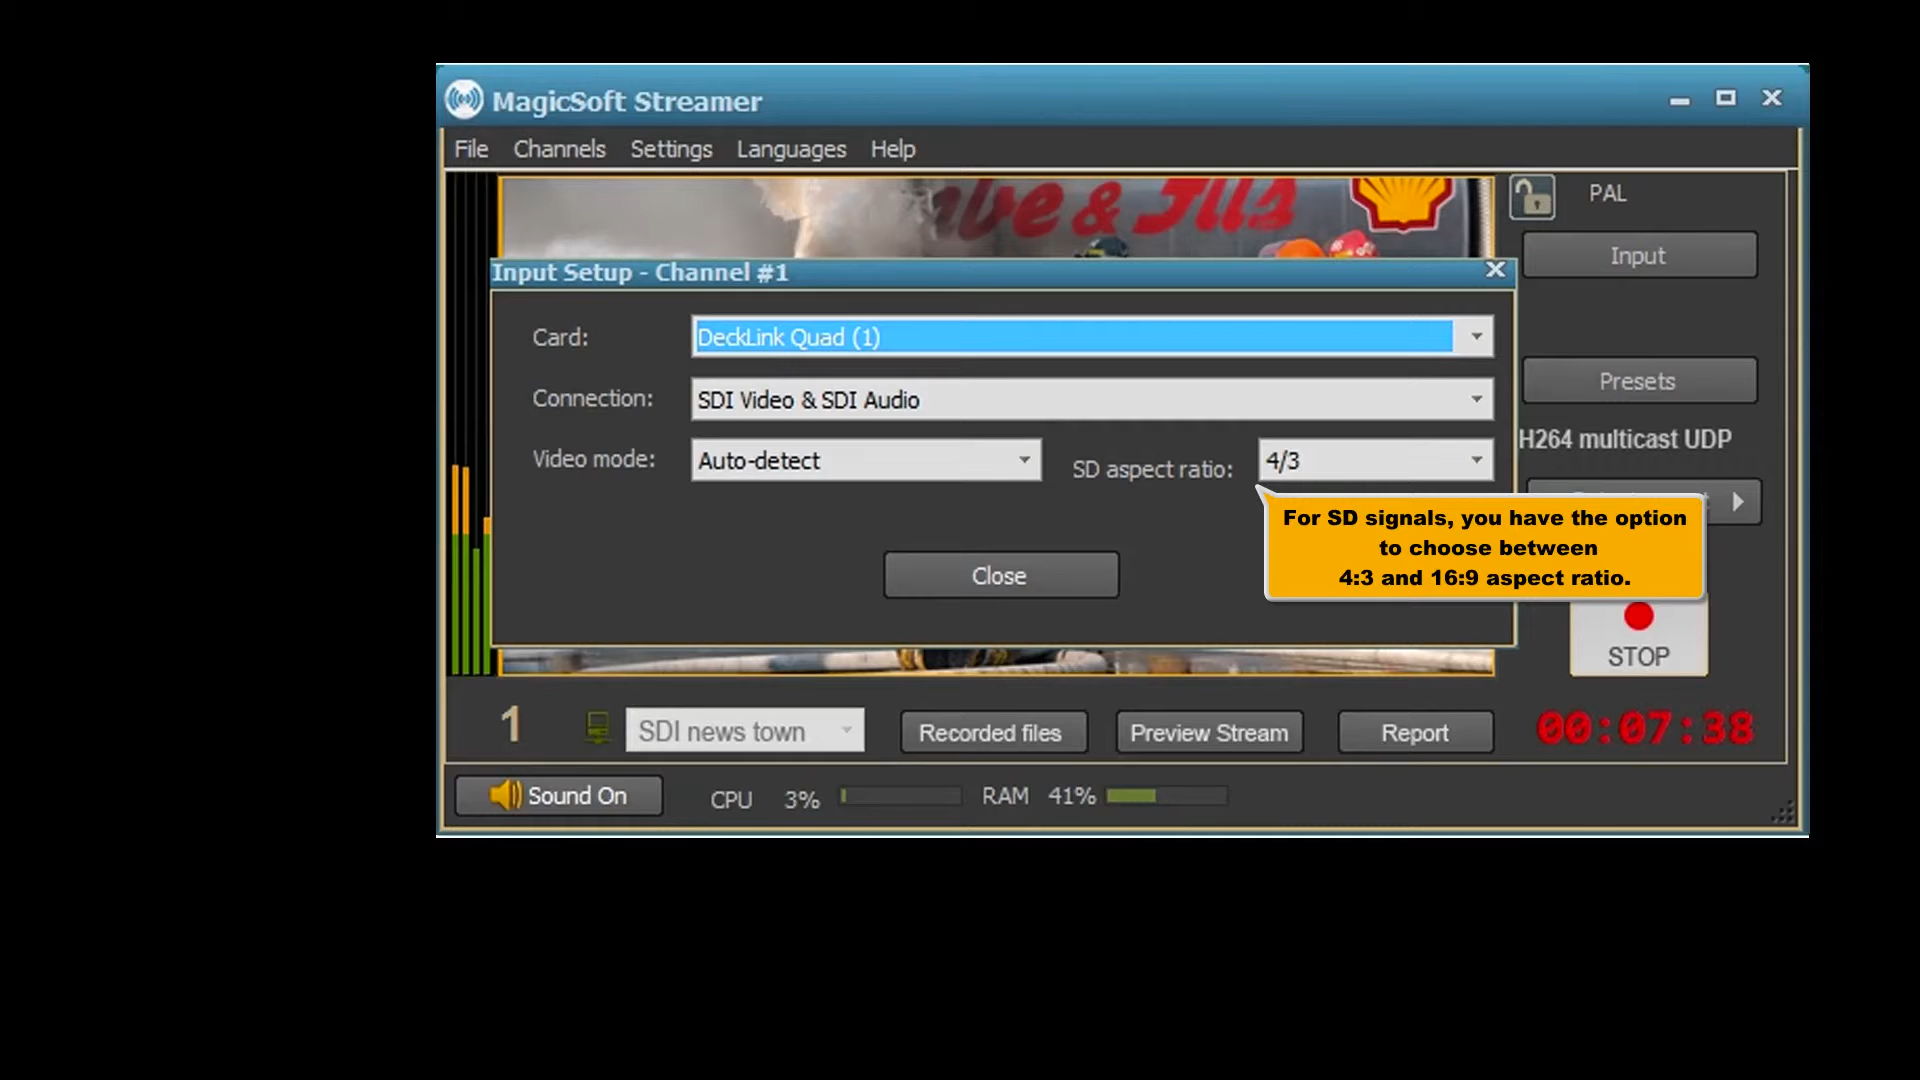 MagicSoft Streamer
File Channels Settings Languages Help
& Fils
PAL
Input
Input Setup - Channel #1
Card: DeckLink Quad (1)
Presets
Connection: SDI Video & SDI Audio
H264 multicast UDP
Video mode: Auto-detect SD aspect ratio: 4/3
For SD signals, you have the option
to choose between
4:3 and 16:9 aspect ratio.
Close
STOP
1 SDI news town Recorded files Preview Stream Report 00:07:38
Sound On CPU 3% RAM 41%